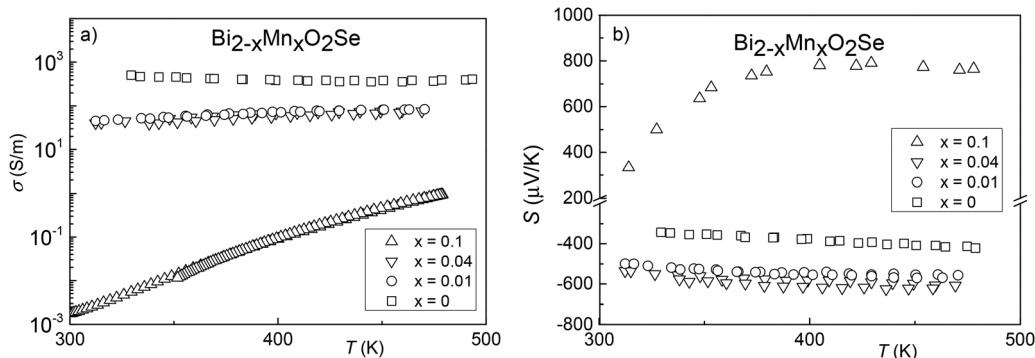 a)
Bi₂₋ₓMnₓO₂Se
10³
10¹
10⁻¹
10⁻³
σ (S/m)
x = 0.1
x = 0.04
x = 0.01
x = 0
300
400
500
T (K)
b)
Bi₂₋ₓMnₓO₂Se
1000
800
600
400
200
-400
-600
-800
S (μV/K)
x = 0.1
x = 0.04
x = 0.01
x = 0
300
400
500
T (K)